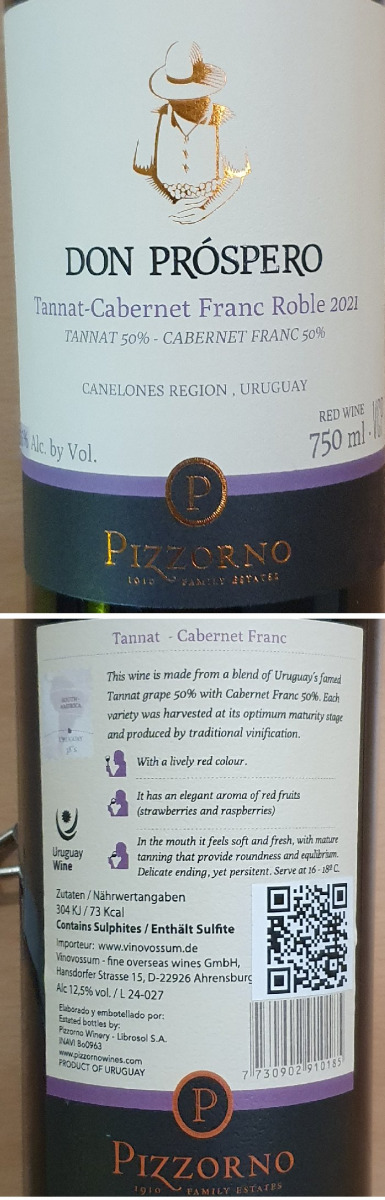 DON PRÓSPERO
Tannat-Cabernet Franc Roble 2021
TANNAT 50% - CABERNET FRANC 50%
CANELONES REGION , URUGUAY
RED WINE
% Alc. by Vol.
750 ml
P
PIZZORNO
1910 FAMILY ESTATES
Tannat - Cabernet Franc
This wine is made from a blend of Uruguay's famed
Tannat grape 50% with Cabernet Franc 50%. Each
variety was harvested at its optimum maturity stage
and produced by traditional vinification.
SOUTH-
AMERICA
URUGUAY
With a lively red colour.
It has an elegant aroma of red fruits
(strawberries and raspberries)
In the mouth it feels soft and fresh, with mature
tanning that provide roundness and equlibrium.
Delicate ending, yet persitent. Serve at 16 - 18º C.
Uruguay
Wine
Zutaten / Nährwertangaben
304 KJ / 73 Kcal
Contains Sulphites / Enthält Sulfite
Importeur: www.vinovossum.de
Vinovossum - fine overseas wines GmbH,
Hansdorfer Strasse 15, D-22926 Ahrensburg
Alc 12,5% vol. / L 24-027
Elaborado y embotellado por:
Estated bottles by:
Pizzorno Winery - Librosol S.A.
INAVI B00963
www.pizzornowines.com
PRODUCT OF URUGUAY
7 730902 910185
P
PIZZORNO
1910 FAMILY ESTATES